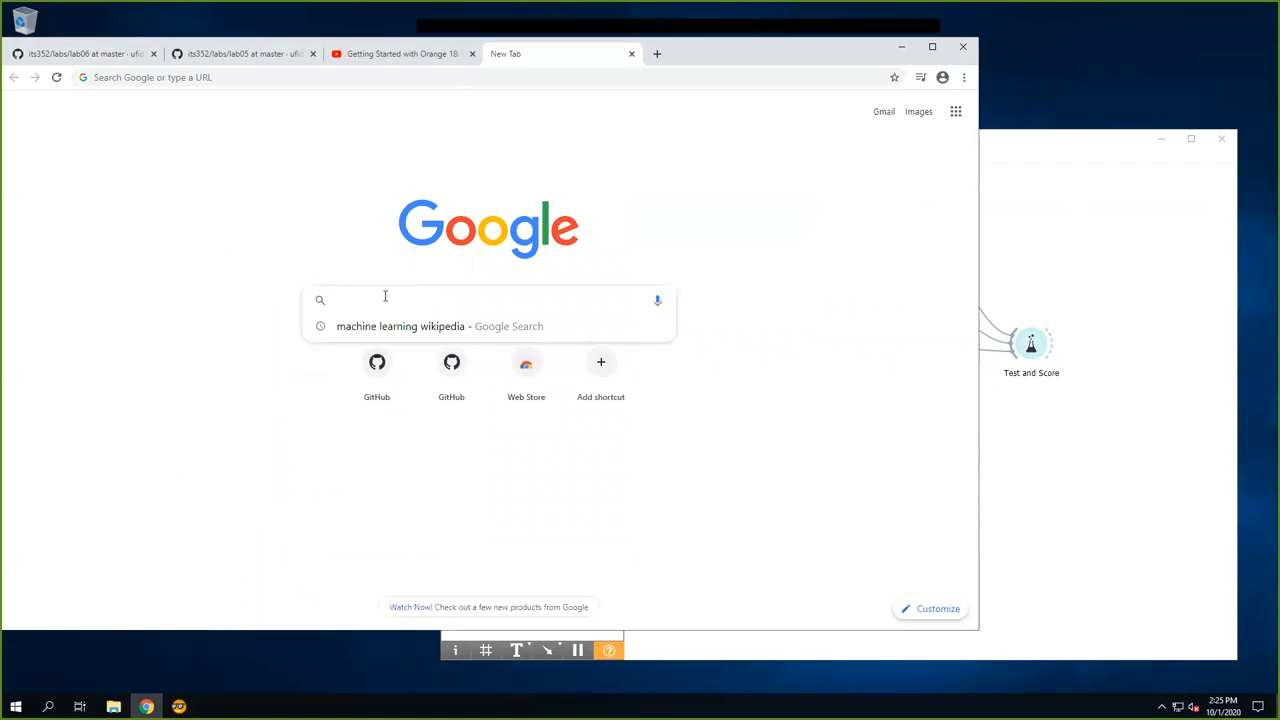 its352/labs/lab06 at master · ufid
its352/labs/lab05 at master · ufid
Getting Started with Orange 18:
New Tab
Search Google or type a URL
Gmail
Images
Google
machine learning wikipedia - Google Search
GitHub
GitHub
Web Store
Add shortcut
Test and Score
Watch Now! Check out a few new products from Google
Customize
2:25 PM
10/1/2020